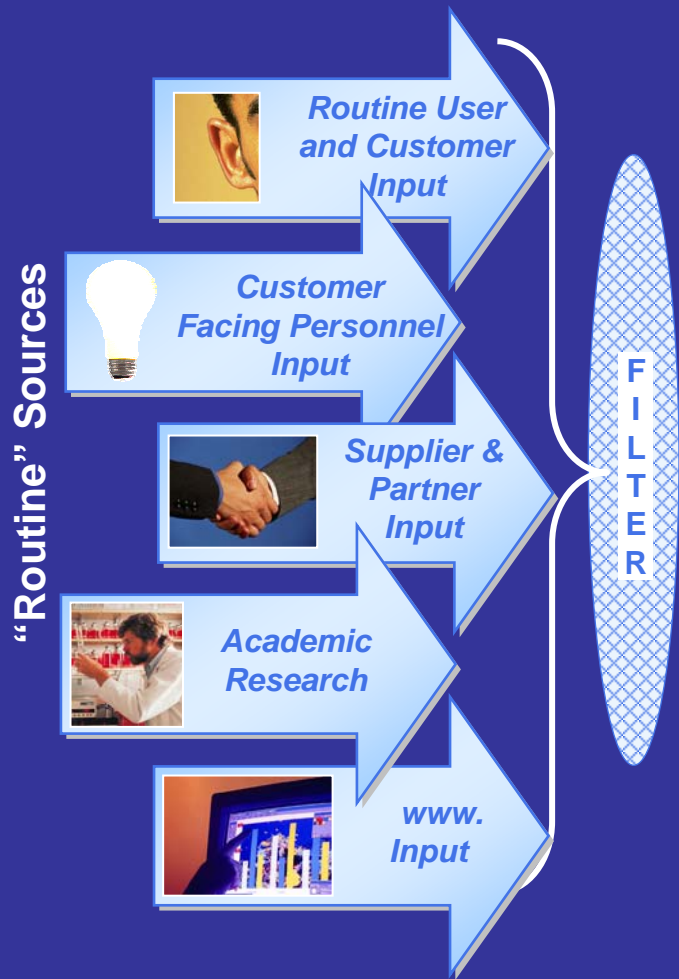 “Routine” Sources
Routine User
and Customer
Input
Customer
Facing Personnel
Input
Supplier &
Partner
Input
Academic
Research
www.
Input
F
I
L
T
E
R